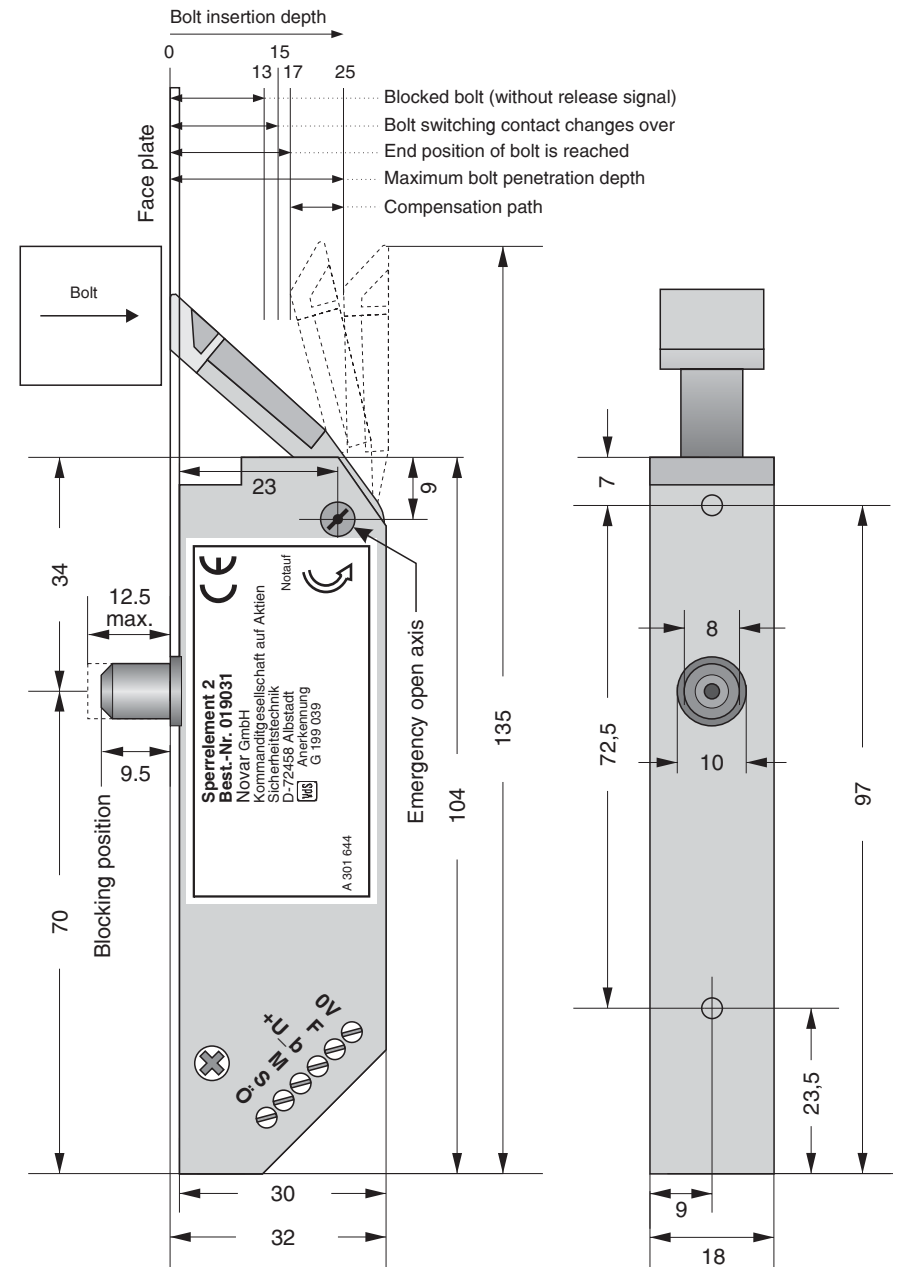 Bolt insertion depth
0
15
13
17
25
Blocked bolt (without release signal)
Bolt switching contact changes over
End position of bolt is reached
Maximum bolt penetration depth
Compensation path
Face plate
Bolt
23
9
7
34
12.5
max.
9.5
Blocking position
70
CE
Notauf
Sperrelement 2
Best.-Nr. 019031
Novar GmbH
Kommanditgesellschaft auf Aktien
Sicherheitstechnik
D-72458 Albstadt
VdS
Anerkennung
G 199 039
A 301 644
Emergency open axis
104
135
8
10
72,5
97
23,5
0V
F
+U_b
M
S
Ö
30
32
9
18